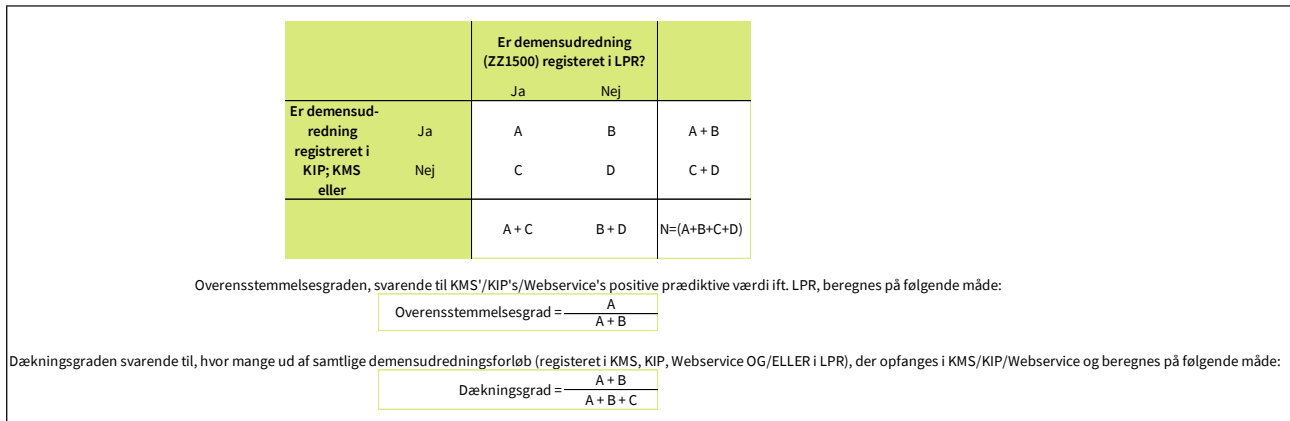 Er demensudredning
(ZZ1500) registeret i LPR?
Ja Nej
Er demensud-
redning
registreret i
KIP; KMS
eller
Ja A B A + B
Nej C D C + D
A + C B + D N=(A+B+C+D)
Overensstemmelsesgraden, svarende til KMS'/KIP's/Webservice's positive prædiktive værdi ift. LPR, beregnes på følgende måde:
Overensstemmelsesgrad = A
A + B
Dækningsgraden svarende til, hvor mange ud af samtlige demensudredningsforløb (registeret i KMS, KIP, Webservice OG/ELLER i LPR), der opfanges i KMS/KIP/Webservice og beregnes på følgende måde:
Dækningsgrad = A + B
A + B + C